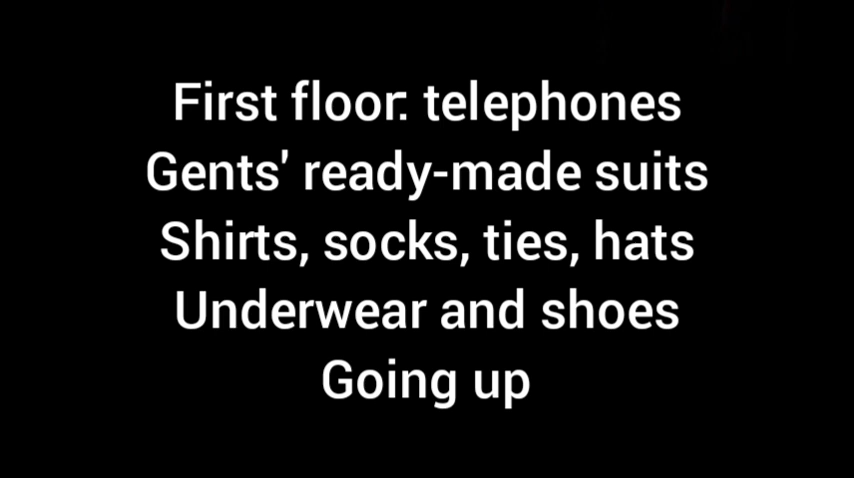 First floor: telephones
Gents' ready-made suits
Shirts, socks, ties, hats
Underwear and shoes
Going up